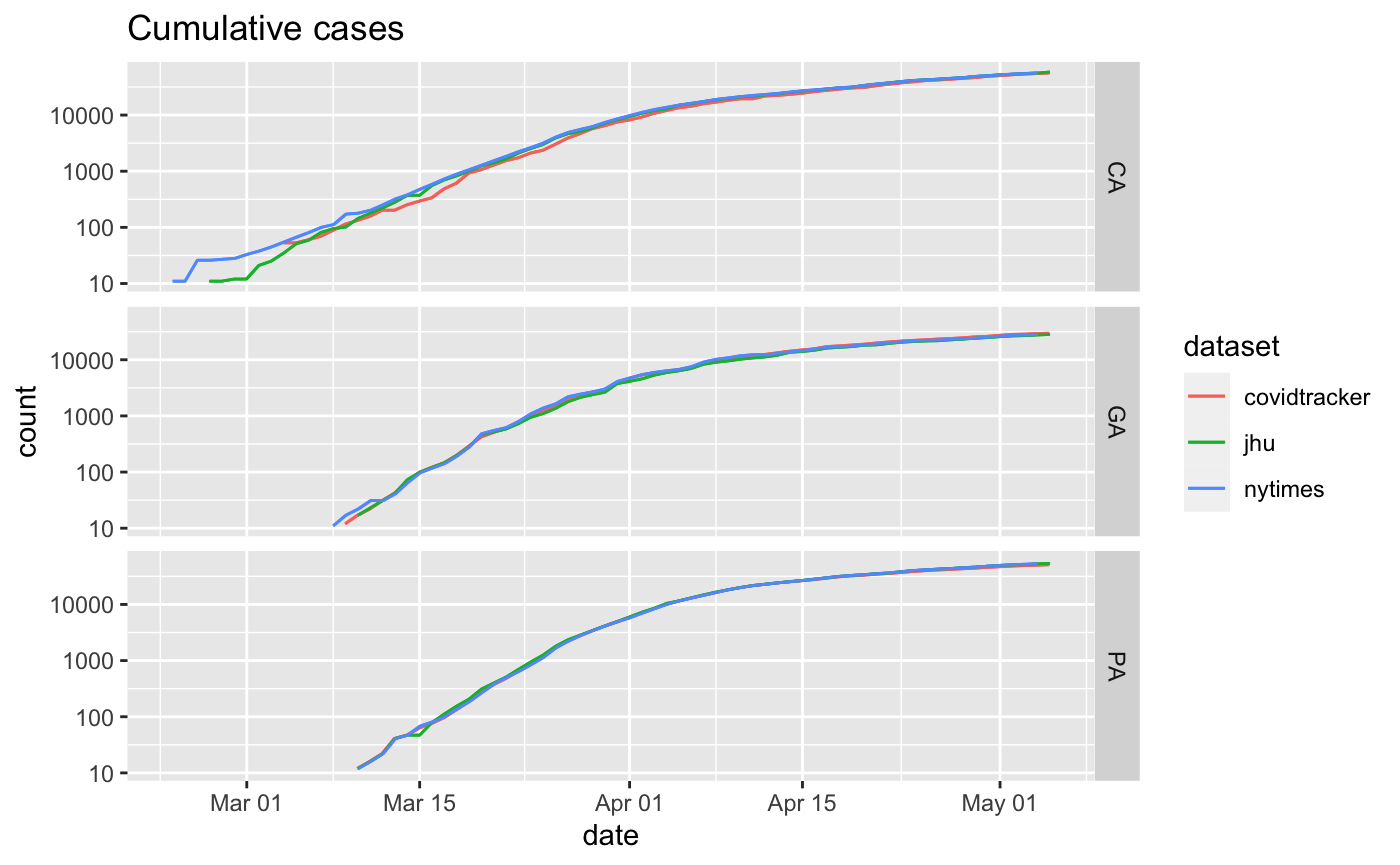 Cumulative cases
10000
1000
100
10
CA
10000
1000
100
10
GA
10000
1000
100
10
PA
count
Mar 01
Mar 15
Apr 01
Apr 15
May 01
date
dataset
covidtracker
jhu
nytimes